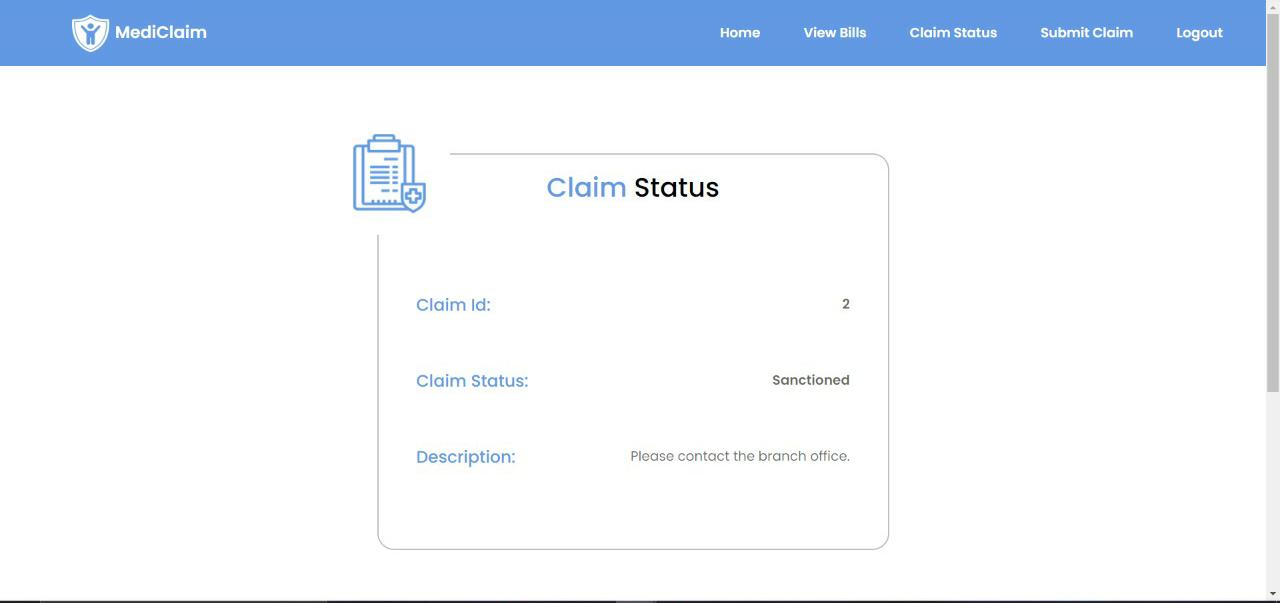 MediClaim Home View Bills Claim Status Submit Claim Logout
Claim Status
Claim Id: 2
Claim Status: Sanctioned
Description: Please contact the branch office.